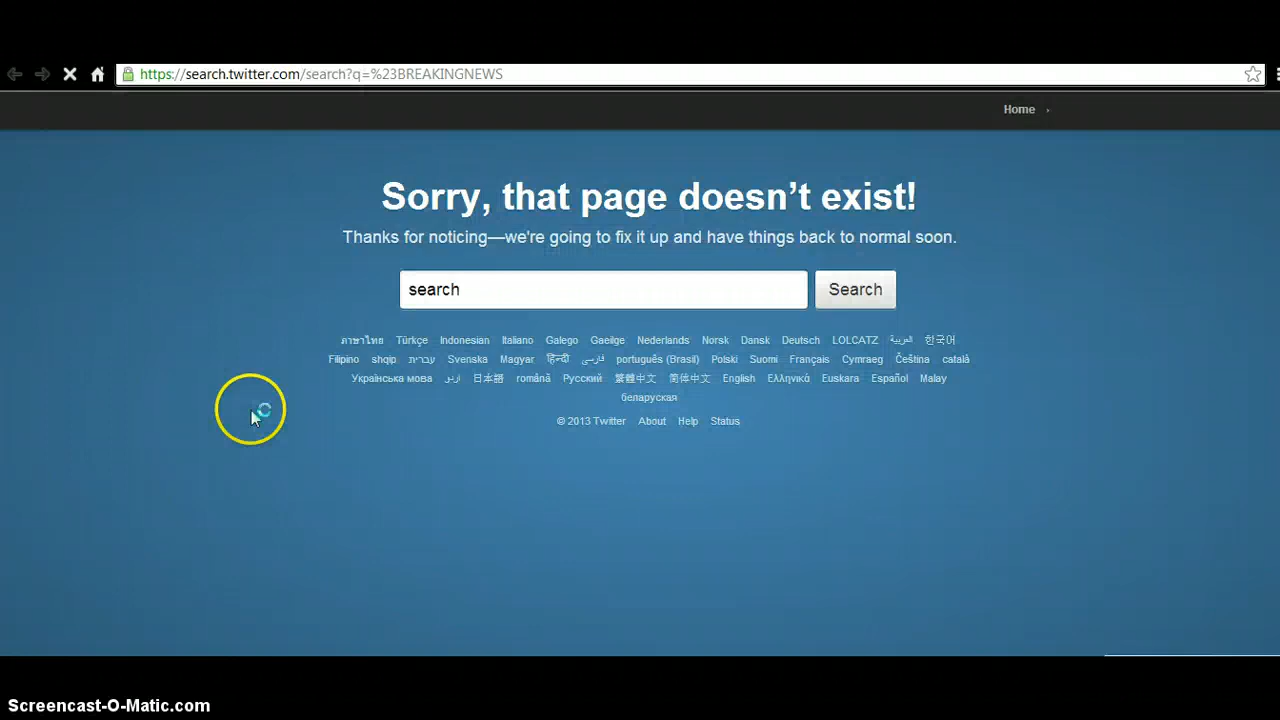 https://search.twitter.com/search?q=%23BREAKINGNEWS
Home
Sorry, that page doesn’t exist!
Thanks for noticing—we're going to fix it up and have things back to normal soon.
search Search
ภาษาไทย Türkçe Indonesian Italiano Galego Gaeilge Nederlands Norsk Dansk Deutsch LOLCATZ العربية 한국어
Filipino shqip עברית Svenska Magyar हिन्दी فارسی português (Brasil) Polski Suomi Français Cymraeg Čeština català
Українська мова اردو 日本語 română Русский 繁體中文 简体中文 English Ελληνικά Euskara Español Malay
беларуская
© 2013 Twitter About Help Status
Screencast-O-Matic.com